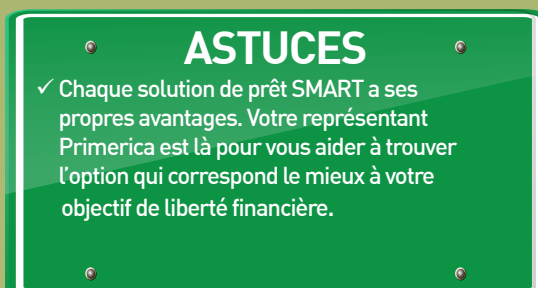 ASTUCES
✓ Chaque solution de prêt SMART a ses
propres avantages. Votre représentant
Primerica est là pour vous aider à trouver
l'option qui correspond le mieux à votre
objectif de liberté financière.